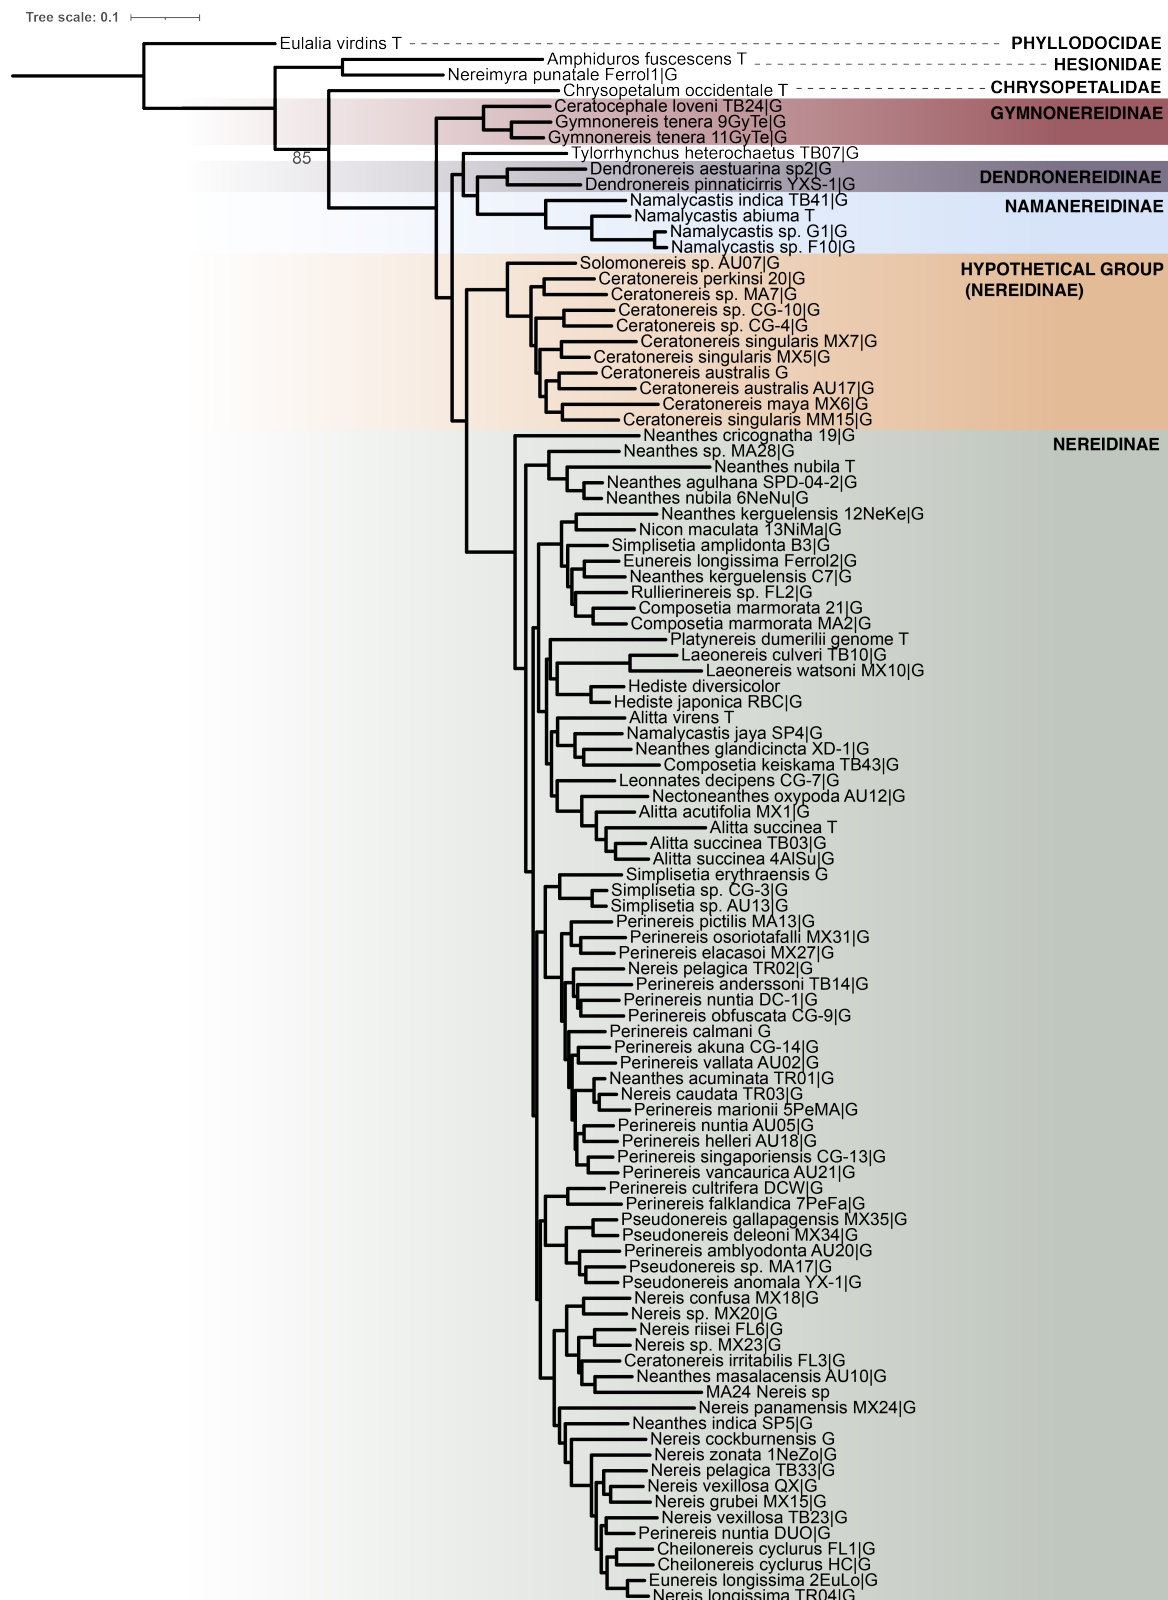 Tree scale: 0.1
Eulalia virdins T
PHYLLODOCIDAE
Amphiduros fuscescens T
HESIONIDAE
Nereimyra punatale Ferrol1|G
Chrysopetalum occidentale T
CHRYSOPETALIDAE
Ceratocephale loveni TB24|G
GYMNONEREIDINAE
Gymnonereis tenera 9GyTe|G
Gymnonereis tenera 11GyTe|G
85
Tylorrhynchus heterochaetus TB07|G
Dendronereis aestuarina sp2|G
DENDRONEREIDINAE
Dendronereis pinnaticirris YXS-1|G
Namalycastis indica TB41|G
NAMANEREIDINAE
Namalycastis abiuma T
Namalycastis sp. G1|G
Namalycastis sp. F10|G
Solomonereis sp. AU07|G
HYPOTHETICAL GROUP
(NEREIDINAE)
Ceratonereis perkinsi 20|G
Ceratonereis sp. MA7|G
Ceratonereis sp. CG-10|G
Ceratonereis sp. CG-4|G
Ceratonereis singularis MX7|G
Ceratonereis singularis MX5|G
Ceratonereis australis G
Ceratonereis australis AU17|G
Ceratonereis maya MX6|G
Ceratonereis singularis MM15|G
Neanthes cricognatha 19|G
NEREIDINAE
Neanthes sp. MA28|G
Neanthes nubila T
Neanthes agulhana SPD-04-2|G
Neanthes nubila 6NeNu|G
Neanthes kerguelensis 12NeKe|G
Nicon maculata 13NiMa|G
Simplisetia amplidonta B3|G
Eunereis longissima Ferrol2|G
Neanthes kerguelensis C7|G
Rullierinereis sp. FL2|G
Composetia marmorata 21|G
Composetia marmorata MA2|G
Platynereis dumerilii genome T
Laeonereis culveri TB10|G
Laeonereis watsoni MX10|G
Hediste diversicolor
Hediste japonica RBC|G
Alitta virens T
Namalycastis jaya SP4|G
Neanthes glandicincta XD-1|G
Composetia keiskama TB43|G
Leonnates decipens CG-7|G
Nectoneanthes oxypoda AU12|G
Alitta acutifolia MX1|G
Alitta succinea T
Alitta succinea TB03|G
Alitta succinea 4AlSu|G
Simplisetia erythraensis G
Simplisetia sp. CG-3|G
Simplisetia sp. AU13|G
Perinereis pictilis MA13|G
Perinereis osoriotafalli MX31|G
Perinereis elacasoi MX27|G
Nereis pelagica TR02|G
Perinereis anderssoni TB14|G
Perinereis nuntia DC-1|G
Perinereis obfuscata CG-9|G
Perinereis calmani G
Perinereis akuna CG-14|G
Perinereis vallata AU02|G
Neanthes acuminata TR01|G
Nereis caudata TR03|G
Perinereis marionii 5PeMA|G
Perinereis nuntia AU05|G
Perinereis helleri AU18|G
Perinereis singaporiensis CG-13|G
Perinereis vancaurica AU21|G
Perinereis cultrifera DCW|G
Perinereis falklandica 7PeFa|G
Pseudonereis gallapagensis MX35|G
Pseudonereis deleoni MX34|G
Perinereis amblyodonta AU20|G
Pseudonereis sp. MA17|G
Pseudonereis anomala YX-1|G
Nereis confusa MX18|G
Nereis sp. MX20|G
Nereis riisei FL6|G
Nereis sp. MX23|G
Ceratonereis irritabilis FL3|G
Neanthes masalacensis AU10|G
MA24 Nereis sp
Nereis panamensis MX24|G
Neanthes indica SP5|G
Nereis cockburnensis G
Nereis zonata 1NeZo|G
Nereis pelagica TB33|G
Nereis vexillosa QX|G
Nereis grubei MX15|G
Nereis vexillosa TB23|G
Perinereis nuntia DUO|G
Cheilonereis cyclurus FL1|G
Cheilonereis cyclurus HC|G
Eunereis longissima 2EuLo|G
Nereis longissima TR04|G